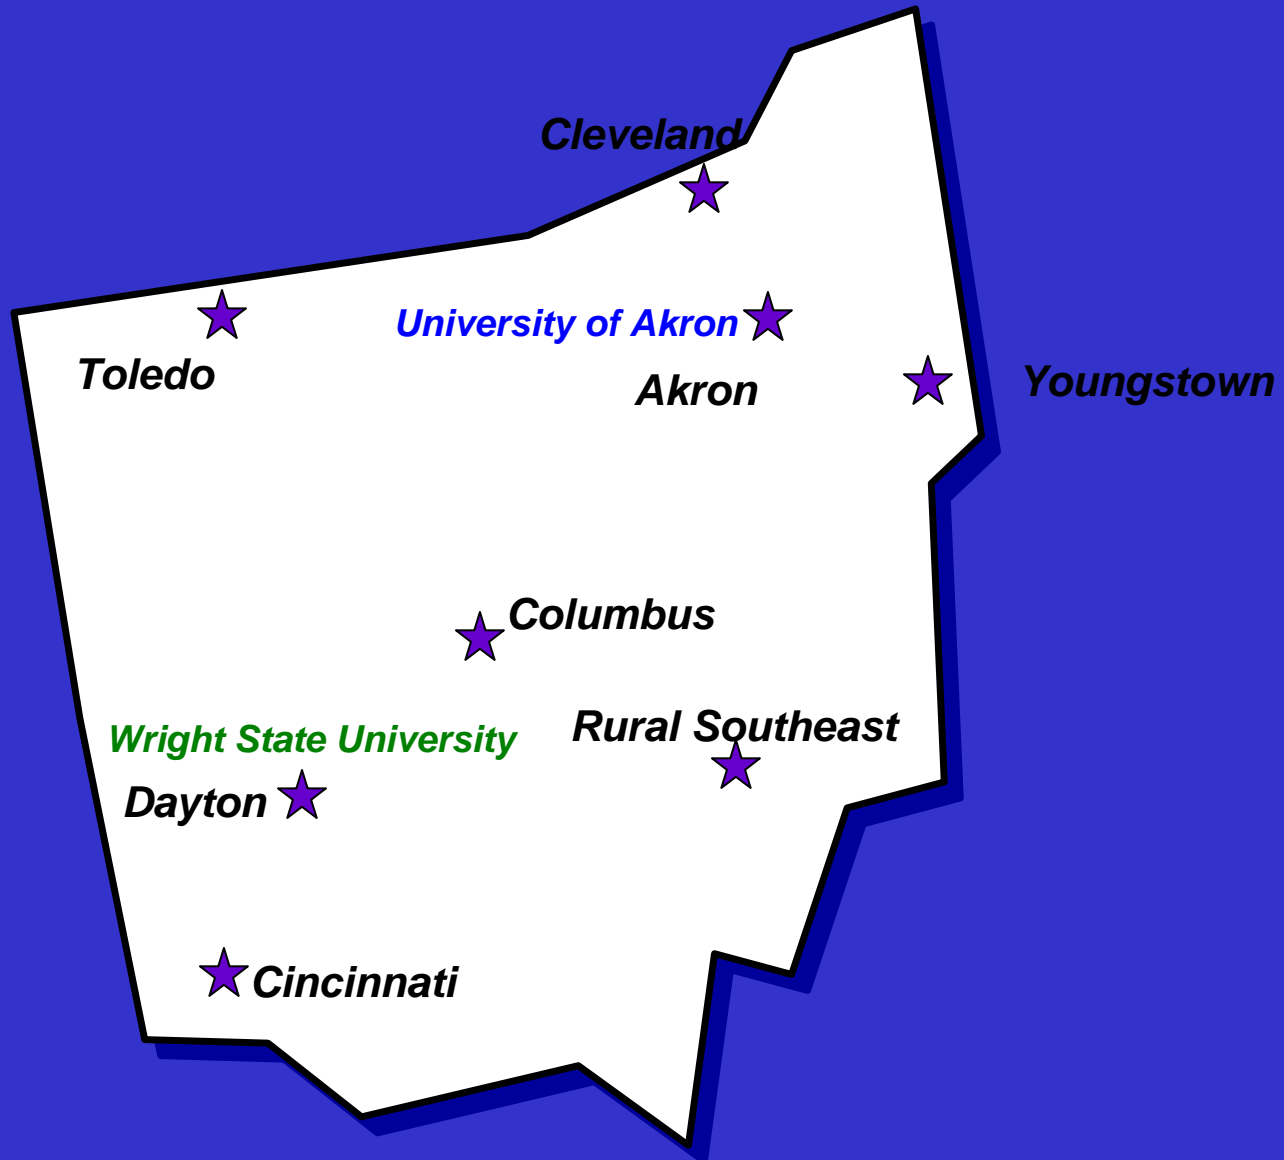 Cleveland
University of Akron
Toledo
Akron
Youngstown
Columbus
Rural Southeast
Wright State University
Dayton
Cincinnati